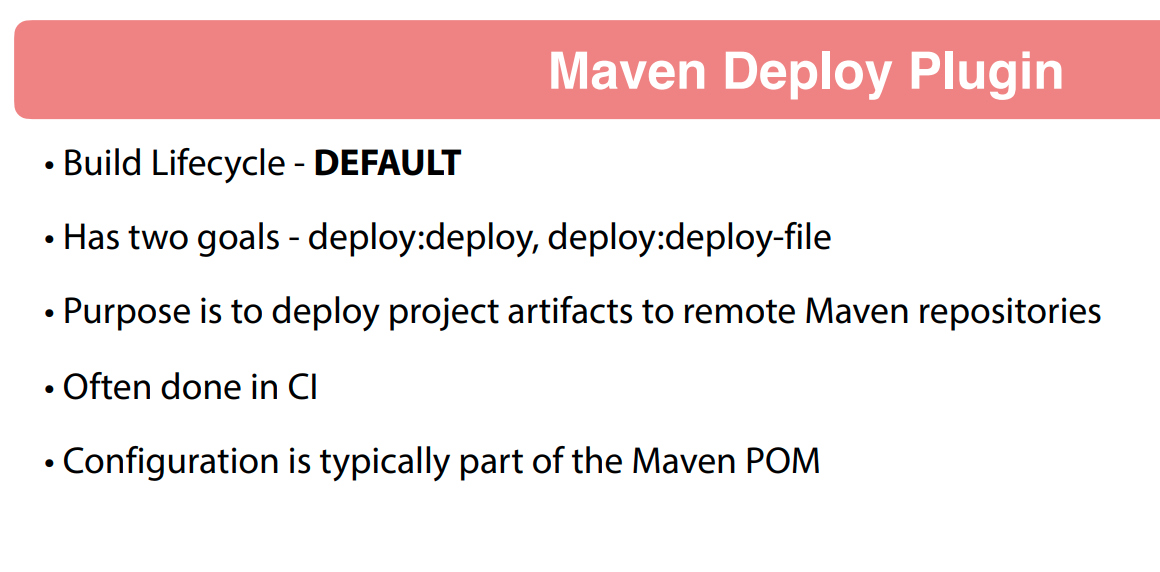 Maven Deploy Plugin
• Build Lifecycle - DEFAULT
• Has two goals - deploy:deploy, deploy:deploy-file
• Purpose is to deploy project artifacts to remote Maven repositories
• Often done in CI
• Configuration is typically part of the Maven POM